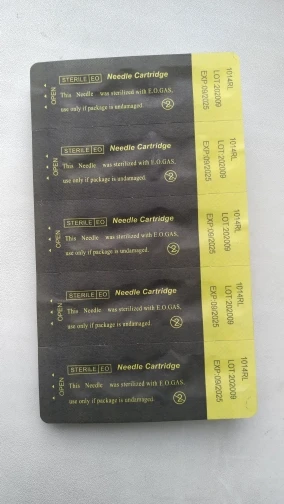 OPEN
STERILE EO Needle Cartridge
This Needle was sterilized with E.O.GAS,
use only if package is undamaged. 2
1014RL
LOT 202009
EXP:09/2025
OPEN
STERILE EO Needle Cartridge
This Needle was sterilized with E.O.GAS,
use only if package is undamaged. 2
1014RL
LOT 202009
EXP:09/2025
OPEN
STERILE EO Needle Cartridge
This Needle was sterilized with E.O.GAS,
use only if package is undamaged. 2
1014RL
LOT 202009
EXP:09/2025
OPEN
STERILE EO Needle Cartridge
This Needle was sterilized with E.O.GAS,
use only if package is undamaged. 2
1014RL
LOT 202009
EXP:09/2025
OPEN
STERILE EO Needle Cartridge
This Needle was sterilized with E.O.GAS,
use only if package is undamaged. 2
1014RL
LOT 202009
EXP:09/2025